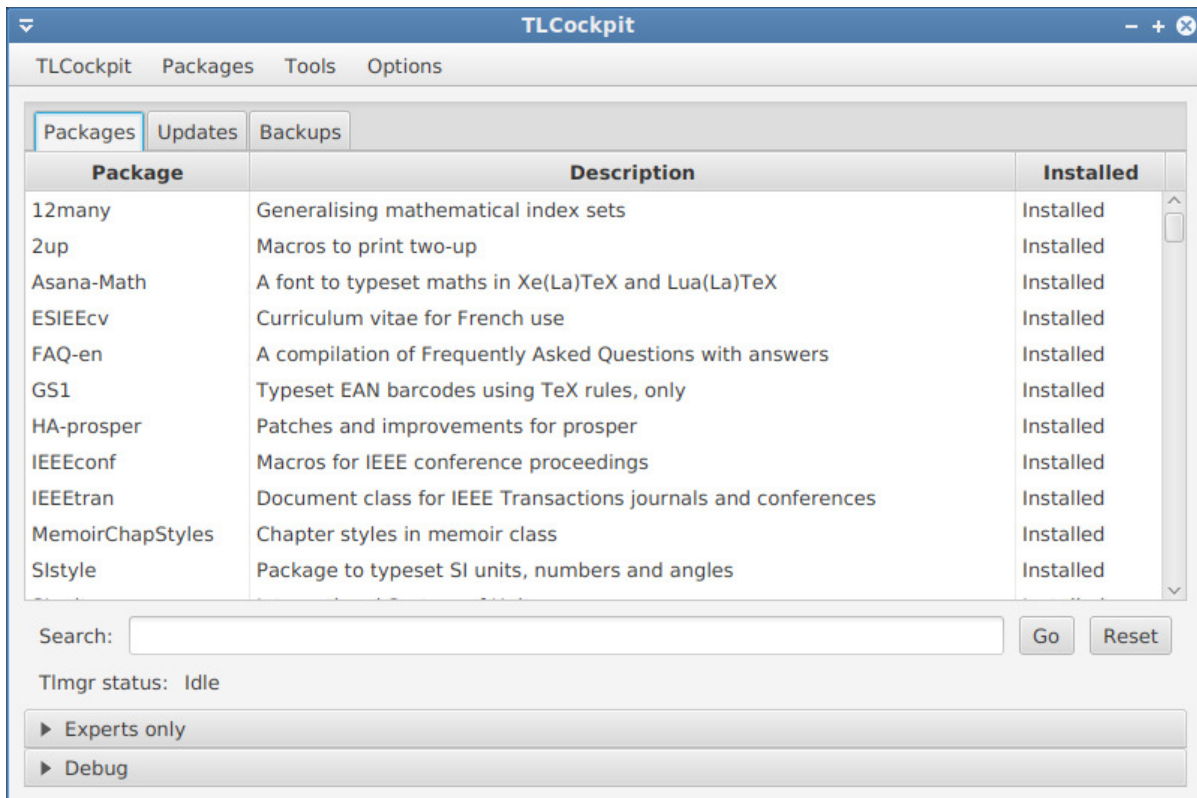 TLCockpit
TLCockpit Packages Tools Options
Packages Updates Backups
Package Description Installed
12many Generalising mathematical index sets Installed
2up Macros to print two-up Installed
Asana-Math A font to typeset maths in Xe(La)TeX and Lua(La)TeX Installed
ESIEEcv Curriculum vitae for French use Installed
FAQ-en A compilation of Frequently Asked Questions with answers Installed
GS1 Typeset EAN barcodes using TeX rules, only Installed
HA-prosper Patches and improvements for prosper Installed
IEEEconf Macros for IEEE conference proceedings Installed
IEEEtran Document class for IEEE Transactions journals and conferences Installed
MemoirChapStyles Chapter styles in memoir class Installed
SIstyle Package to typeset SI units, numbers and angles Installed
Search: Go Reset
Tlmgr status: Idle
Experts only
Debug